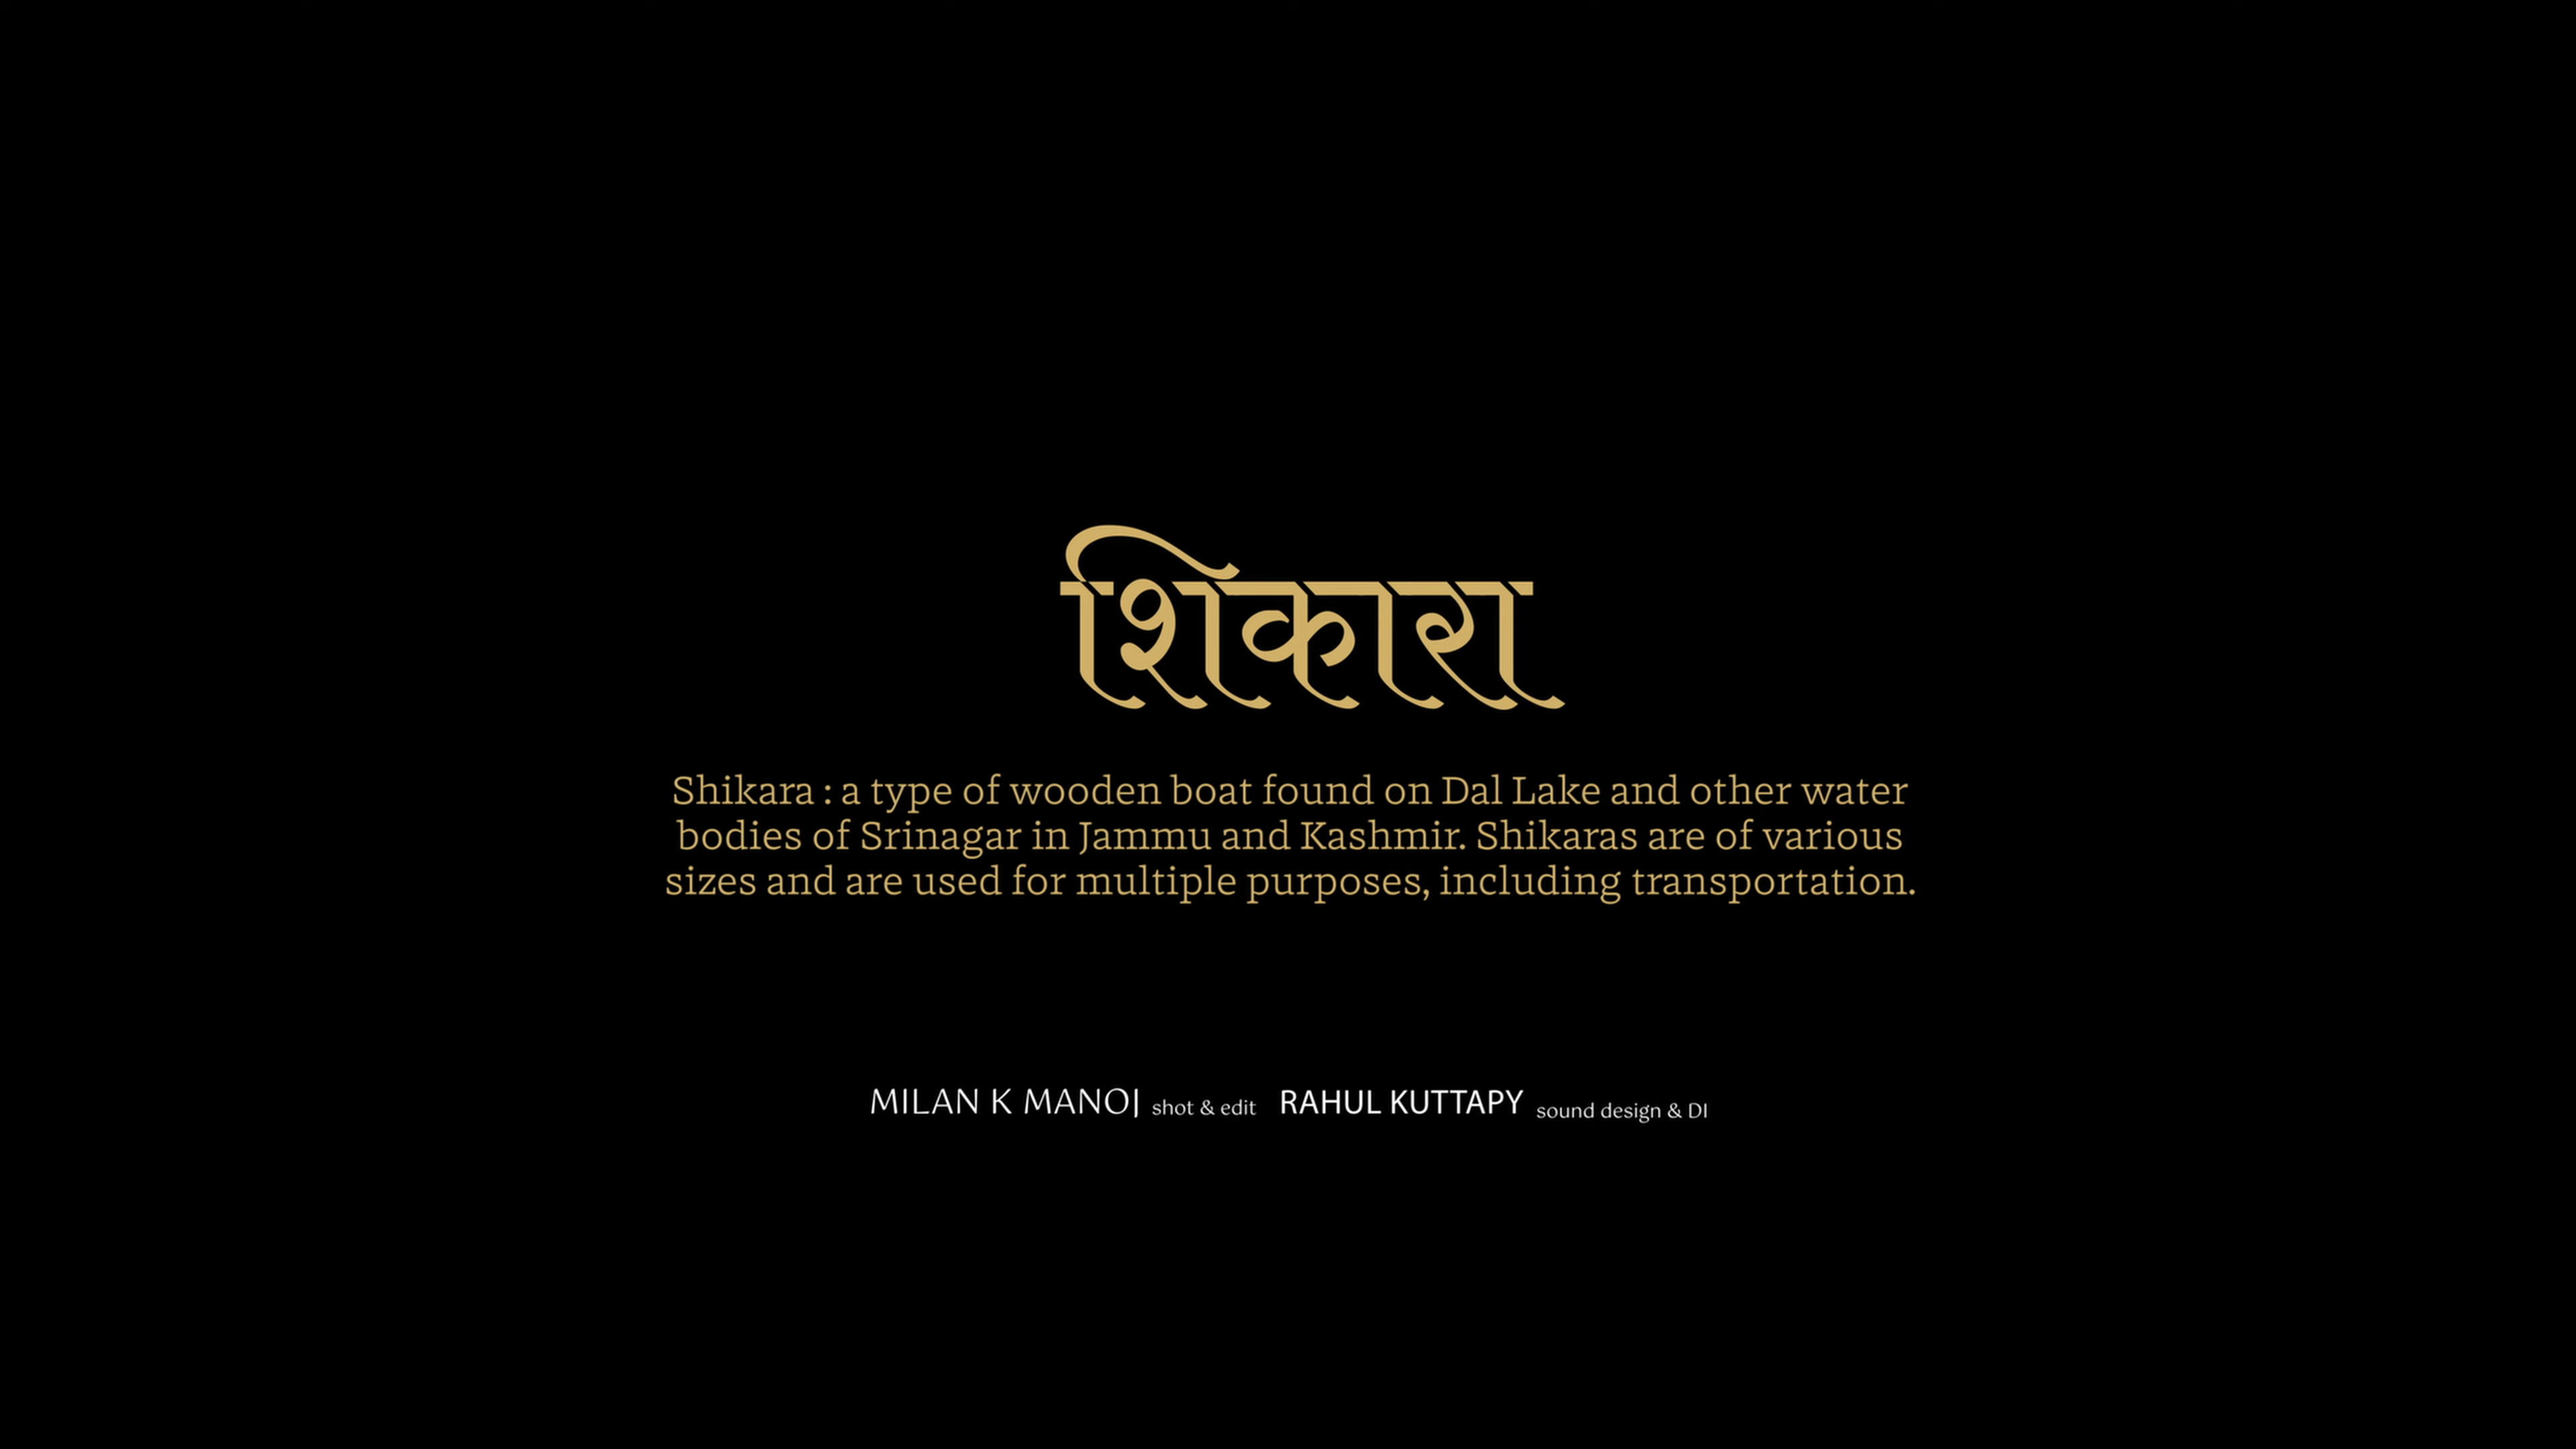 शिकारा
Shikara : a type of wooden boat found on Dal Lake and other water
bodies of Srinagar in Jammu and Kashmir. Shikaras are of various
sizes and are used for multiple purposes, including transportation.
MILAN K MANOJ shot & edit RAHUL KUTTAPY sound design & DI